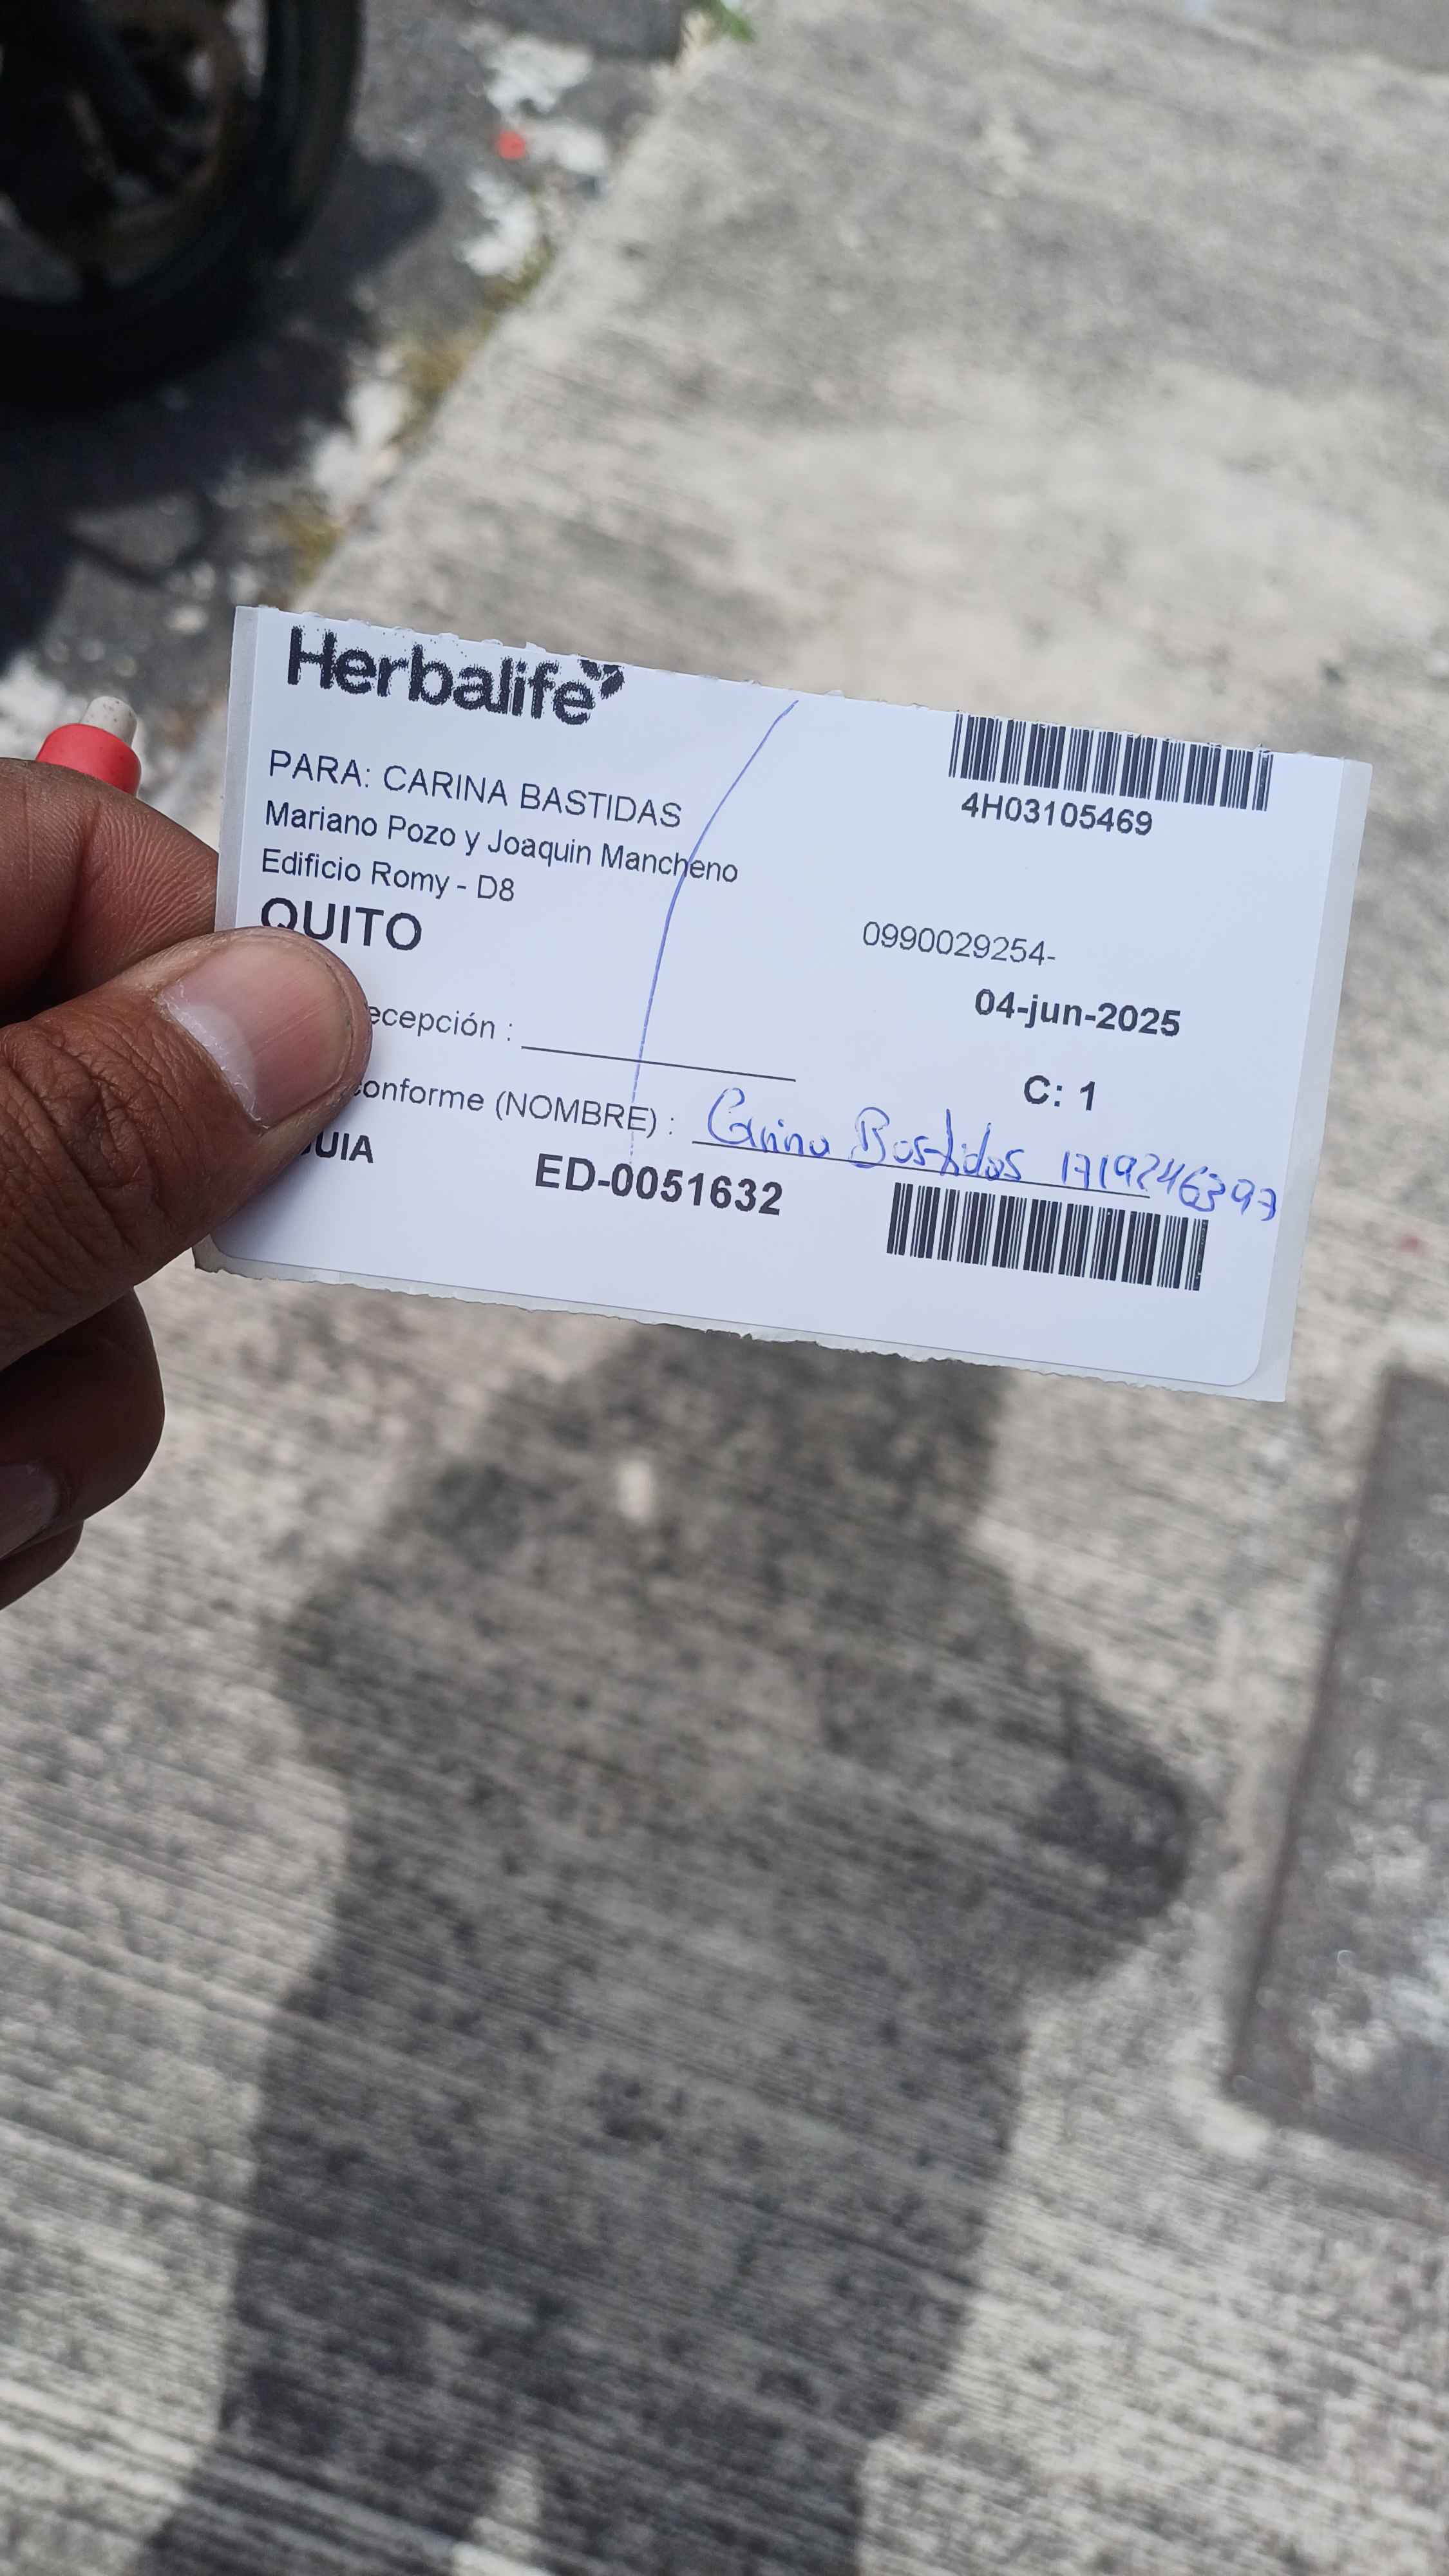 Herbalife
4H03105469
PARA: CARINA BASTIDAS
Mariano Pozo y Joaquin Mancheno
Edificio Romy - D8
QUITO
0990029254-
04-jun-2025
ecepción :
C: 1
conforme (NOMBRE) : Carina Bastidas 1719246397
UIA
ED-0051632